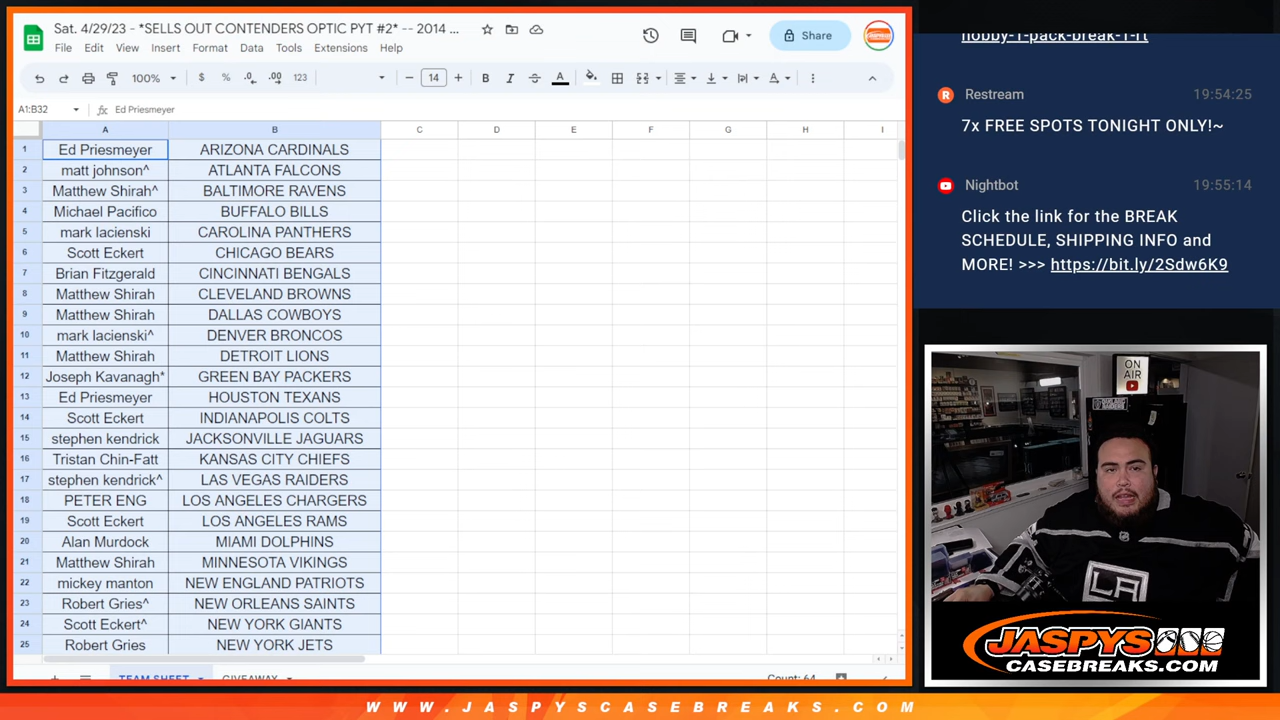 Sat. 4/29/23 - *SELLS OUT CONTENDERS OPTIC PYT #2* -- 2014 ...
Share
File Edit View Insert Format Data Tools Extensions Help
100% $ % .0 .00 123 14 B I A
A1:B32 fx Ed Priesmeyer
A B C D E F G H I
1 Ed Priesmeyer ARIZONA CARDINALS
2 matt johnson^ ATLANTA FALCONS
3 Matthew Shirah^ BALTIMORE RAVENS
4 Michael Pacifico BUFFALO BILLS
5 mark lacienski CAROLINA PANTHERS
6 Scott Eckert CHICAGO BEARS
7 Brian Fitzgerald CINCINNATI BENGALS
8 Matthew Shirah CLEVELAND BROWNS
9 Matthew Shirah DALLAS COWBOYS
10 mark lacienski^ DENVER BRONCOS
11 Matthew Shirah DETROIT LIONS
12 Joseph Kavanagh* GREEN BAY PACKERS
13 Ed Priesmeyer HOUSTON TEXANS
14 Scott Eckert INDIANAPOLIS COLTS
15 stephen kendrick JACKSONVILLE JAGUARS
16 Tristan Chin-Fatt KANSAS CITY CHIEFS
17 stephen kendrick^ LAS VEGAS RAIDERS
18 PETER ENG LOS ANGELES CHARGERS
19 Scott Eckert LOS ANGELES RAMS
20 Alan Murdock MIAMI DOLPHINS
21 Matthew Shirah MINNESOTA VIKINGS
22 mickey manton NEW ENGLAND PATRIOTS
23 Robert Gries^ NEW ORLEANS SAINTS
24 Scott Eckert^ NEW YORK GIANTS
25 Robert Gries NEW YORK JETS
TEAM SHEET GIVEAWAY Count: 64
hobby-1-pack-break-1-rt
Restream 19:54:25
7x FREE SPOTS TONIGHT ONLY!~
Nightbot 19:55:14
Click the link for the BREAK
SCHEDULE, SHIPPING INFO and
MORE! >>> https://bit.ly/2Sdw6K9
ON
AIR
LA
JASPYS
CASEBREAKS.COM
WWW.JASPYSCASEBREAKS.COM